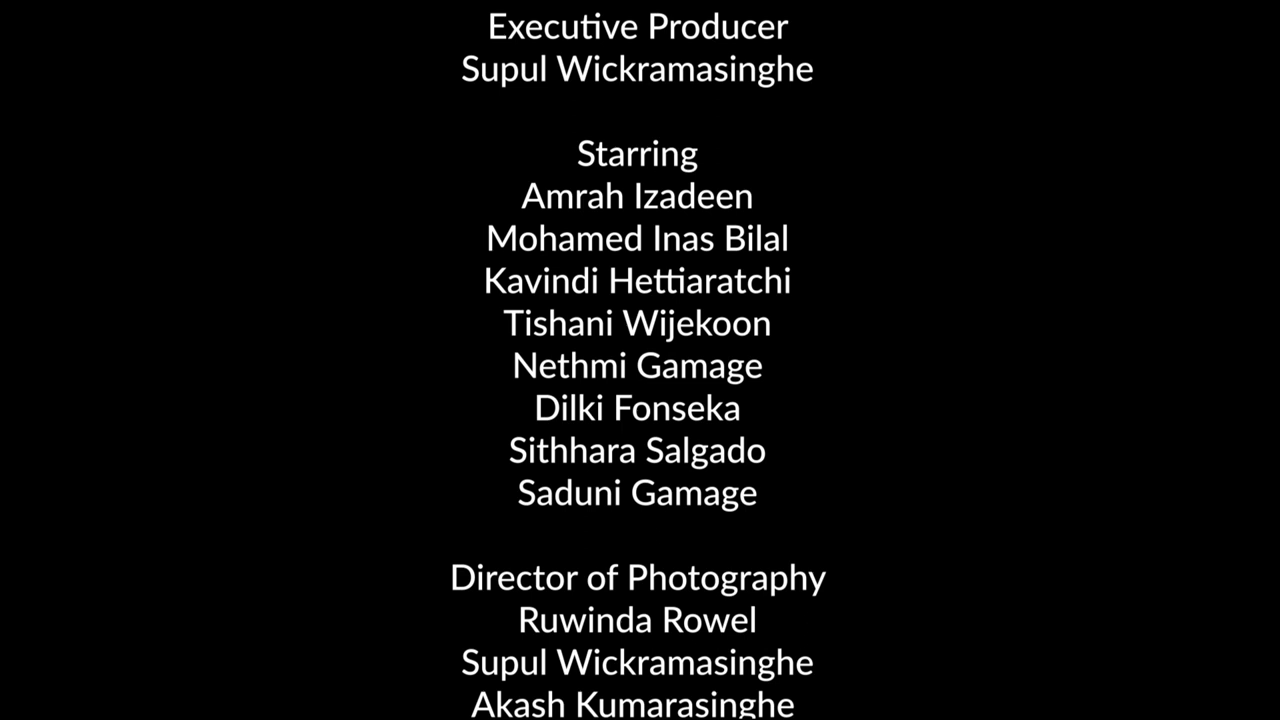 Executive Producer
Supul Wickramasinghe
Starring
Amrah Izadeen
Mohamed Inas Bilal
Kavindi Hettiaratchi
Tishani Wijekoon
Nethmi Gamage
Dilki Fonseka
Sithhara Salgado
Saduni Gamage
Director of Photography
Ruwinda Rowel
Supul Wickramasinghe
Akash Kumarasinghe